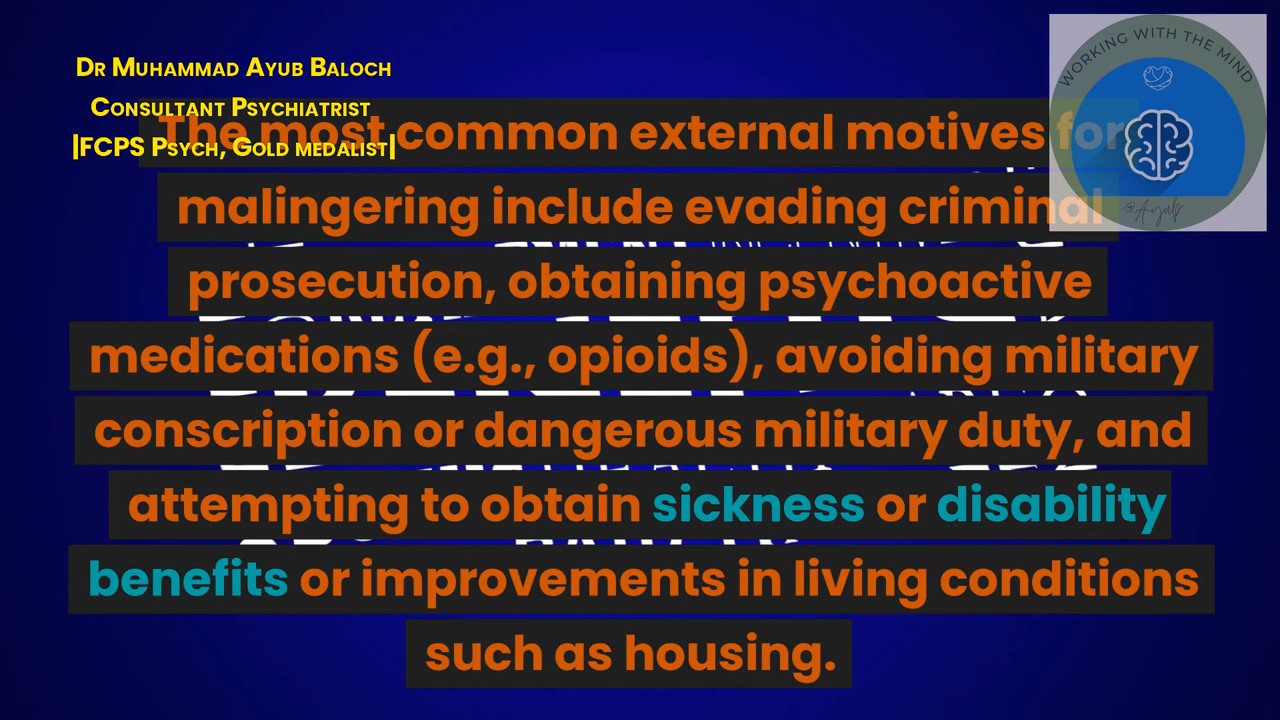 Dr Muhammad Ayub Baloch
Consultant Psychiatrist
|FCPS Psych, Gold medalist|
WORKING WITH THE MIND
@Ayub
The most common external motives for
malingering include evading criminal
prosecution, obtaining psychoactive
medications (e.g., opioids), avoiding military
conscription or dangerous military duty, and
attempting to obtain sickness or disability
benefits or improvements in living conditions
such as housing.